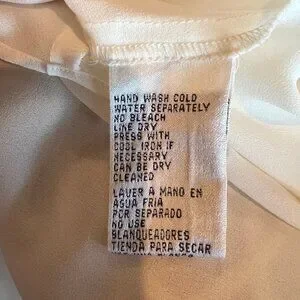 HAND WASH COLD
WATER SEPARATELY
NO BLEACH
LINE DRY
PRESS WITH
COOL IRON IF
NECESSARY
CAN BE DRY
CLEANED
LAVER A MANO EN
AGUA FRIA
POR SEPARADO
NO USE
BLANQUEADORES
TIENDA PARA SECAR